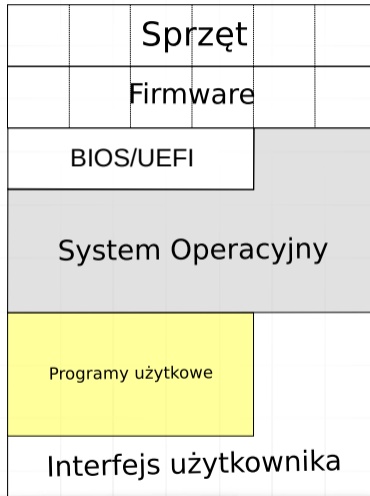 Sprzęt
Firmware
BIOS/UEFI
System Operacyjny
Programy użytkowe
Interfejs użytkownika